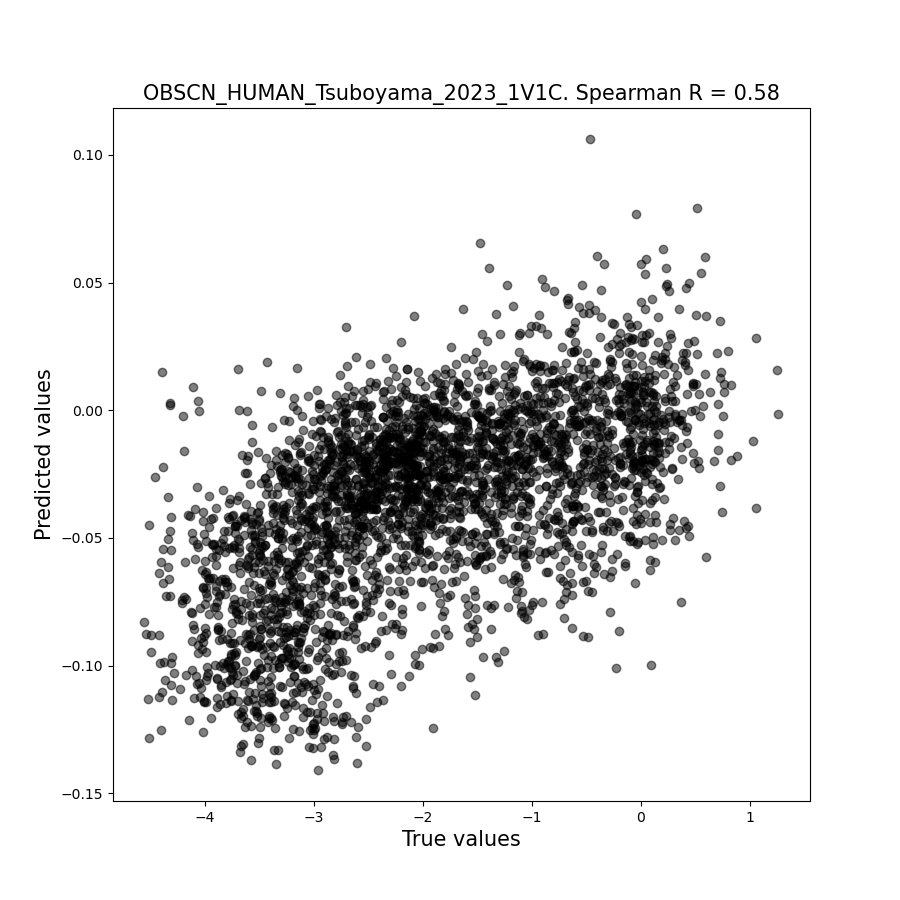 OBSCN_HUMAN_Tsuboyama_2023_1V1C. Spearman R = 0.58
0.10
0.05
0.00
−0.05
−0.10
−0.15
Predicted values
−4 −3 −2 −1 0 1
True values